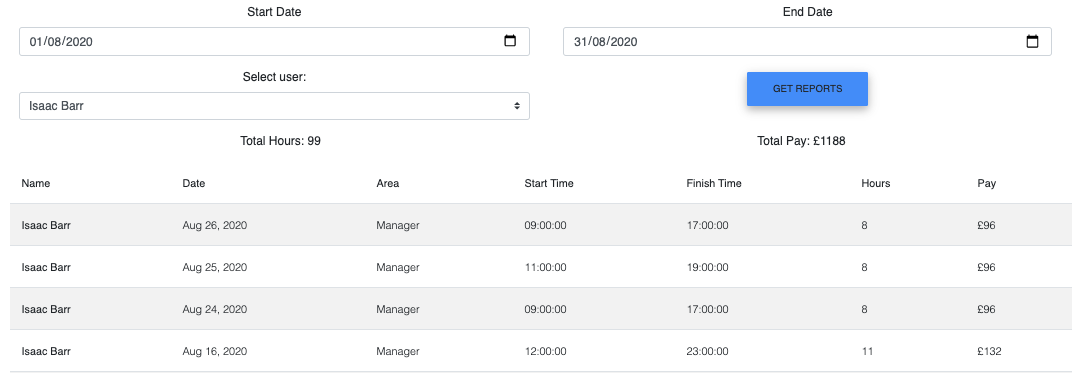 Start Date End Date
01/08/2020 31/08/2020
Select user:
GET REPORTS
Isaac Barr
Total Hours: 99 Total Pay: £1188
Name Date Area Start Time Finish Time Hours Pay
Isaac Barr Aug 26, 2020 Manager 09:00:00 17:00:00 8 £96
Isaac Barr Aug 25, 2020 Manager 11:00:00 19:00:00 8 £96
Isaac Barr Aug 24, 2020 Manager 09:00:00 17:00:00 8 £96
Isaac Barr Aug 16, 2020 Manager 12:00:00 23:00:00 11 £132